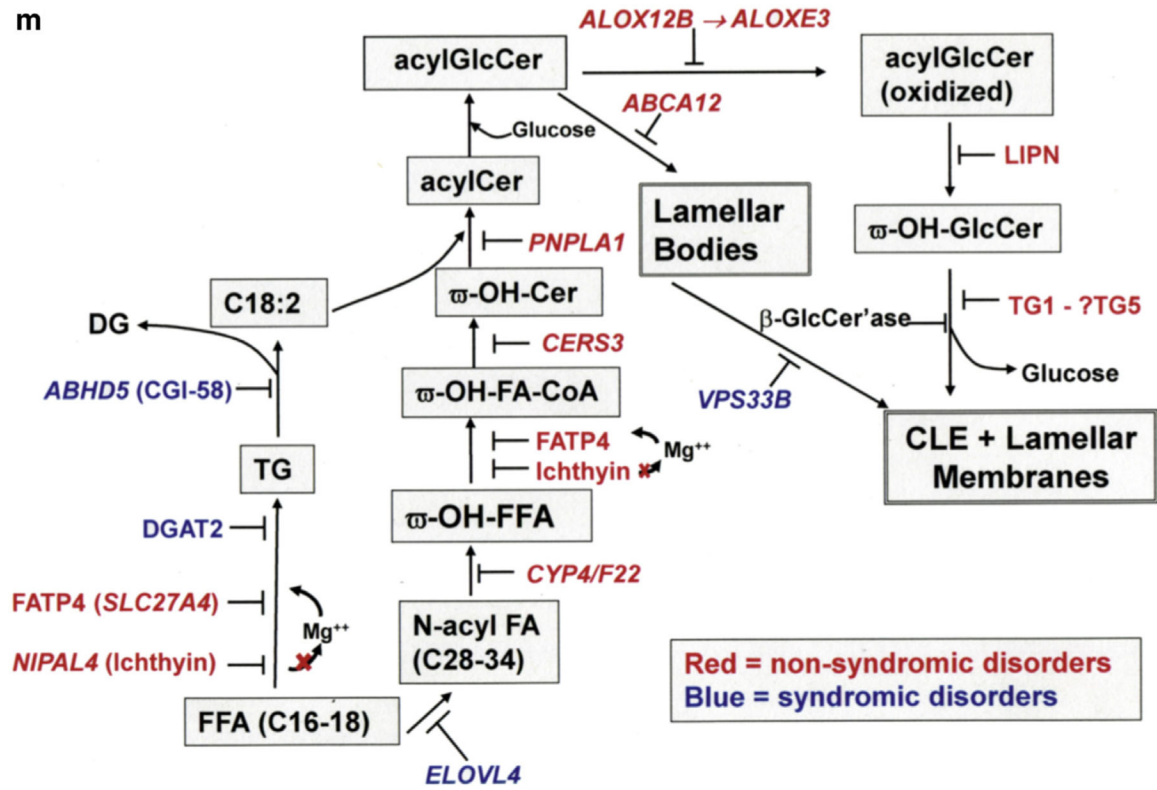 m
ALOX12B → ALOXE3
acylGlcCer
acylGlcCer
(oxidized)
ABCA12
Glucose
LIPN
acylCer
Lamellar
Bodies
ϖ-OH-GlcCer
PNPLA1
C18:2
ϖ-OH-Cer
DG
β-GlcCer'ase
TG1 - ?TG5
CERS3
ABHD5 (CGI-58)
ϖ-OH-FA-CoA
VPS33B
Glucose
FATP4
Mg++
Ichthyin
CLE + Lamellar
Membranes
TG
ϖ-OH-FFA
DGAT2
CYP4/F22
FATP4 (SLC27A4)
Mg++
N-acyl FA
(C28-34)
NIPAL4 (Ichthyin)
Red = non-syndromic disorders
Blue = syndromic disorders
FFA (C16-18)
ELOVL4